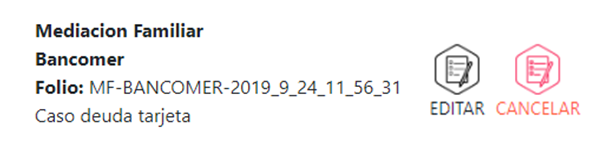 Mediacion Familiar
Bancomer
Folio: MF-BANCOMER-2019_9_24_11_56_31
Caso deuda tarjeta
EDITAR CANCELAR